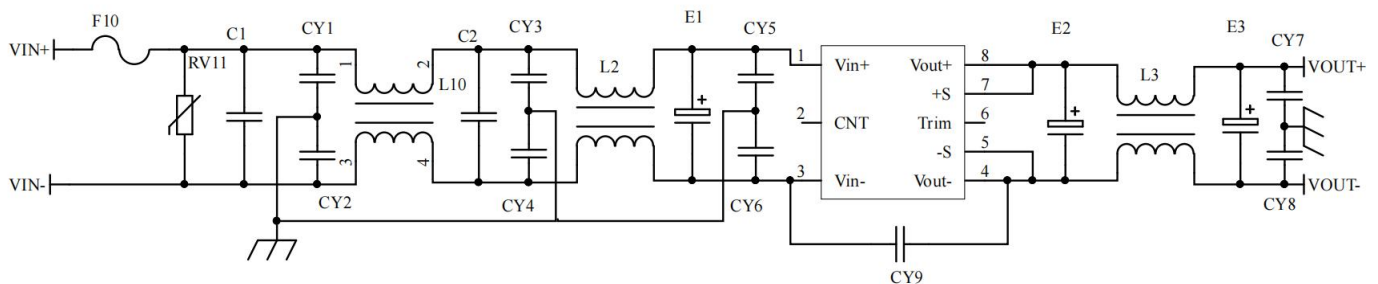 F10
C1
CY1
C2
CY3
E1
CY5
E2
E3
CY7
VIN+
RV11
1
2
L10
L2
1
Vin+
Vout+
8
L3
VOUT+
+S
7
2
CNT
Trim
6
-S
5
3
4
3
Vin-
Vout-
4
VIN-
VOUT-
CY2
CY4
CY6
CY8
CY9
+
+
+